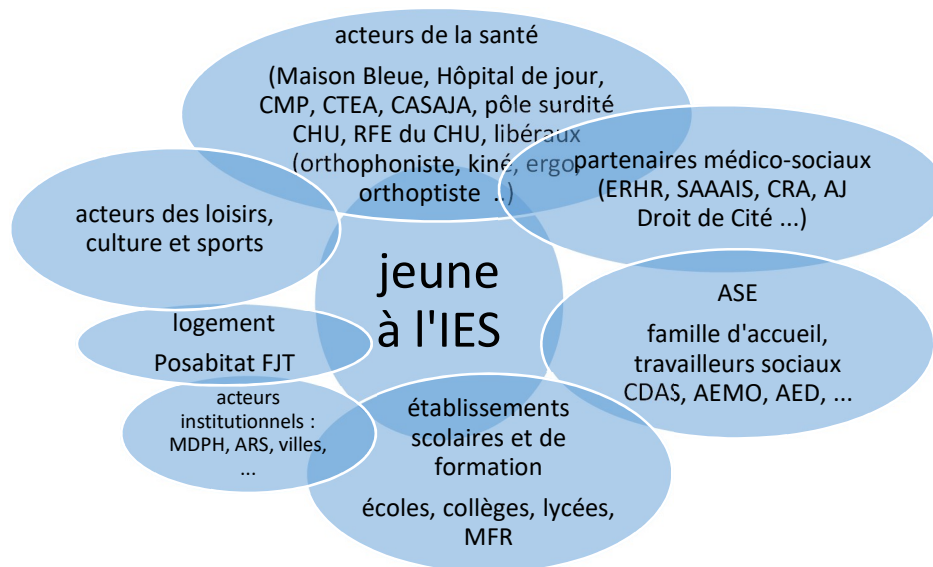 acteurs de la santé
(Maison Bleue, Hôpital de jour,
CMP, CTEA, CASAJA, pôle surdité
CHU, RFE du CHU, libéraux
(orthophoniste, kiné, ergo,
orthoptiste ..)
partenaires médico-sociaux
(ERHR, SAAAIS, CRA, AJ
Droit de Cité ...)
acteurs des loisirs,
culture et sports
jeune
à l'IES
ASE
famille d'accueil,
travailleurs sociaux
CDAS, AEMO, AED, ...
logement
Posabitat FJT
acteurs
institutionnels :
MDPH, ARS, villes,
...
établissements
scolaires et de
formation
écoles, collèges, lycées,
MFR